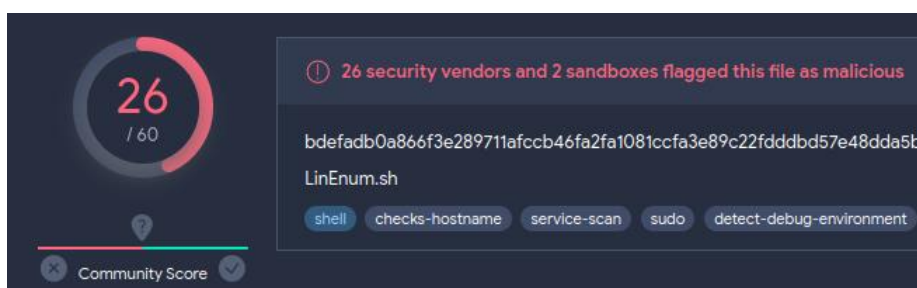 26
/ 60
Community Score
26 security vendors and 2 sandboxes flagged this file as malicious
bdefadb0a866f3e289711afccb46fa2fa1081ccfa3e89c22fdddbd57e48dda5b
LinEnum.sh
shell checks-hostname service-scan sudo detect-debug-environment